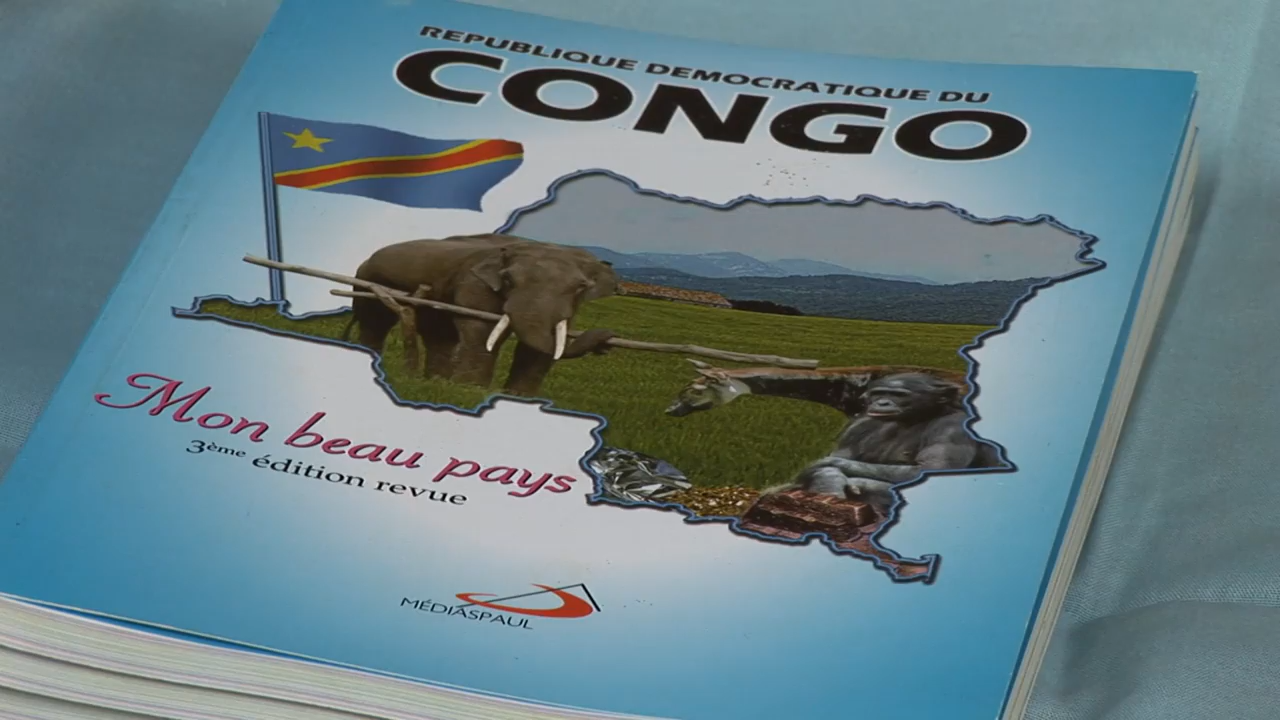 REPUBLIQUE DEMOCRATIQUE DU
CONGO
Mon beau pays
3ème édition revue
MÉDIASPAUL